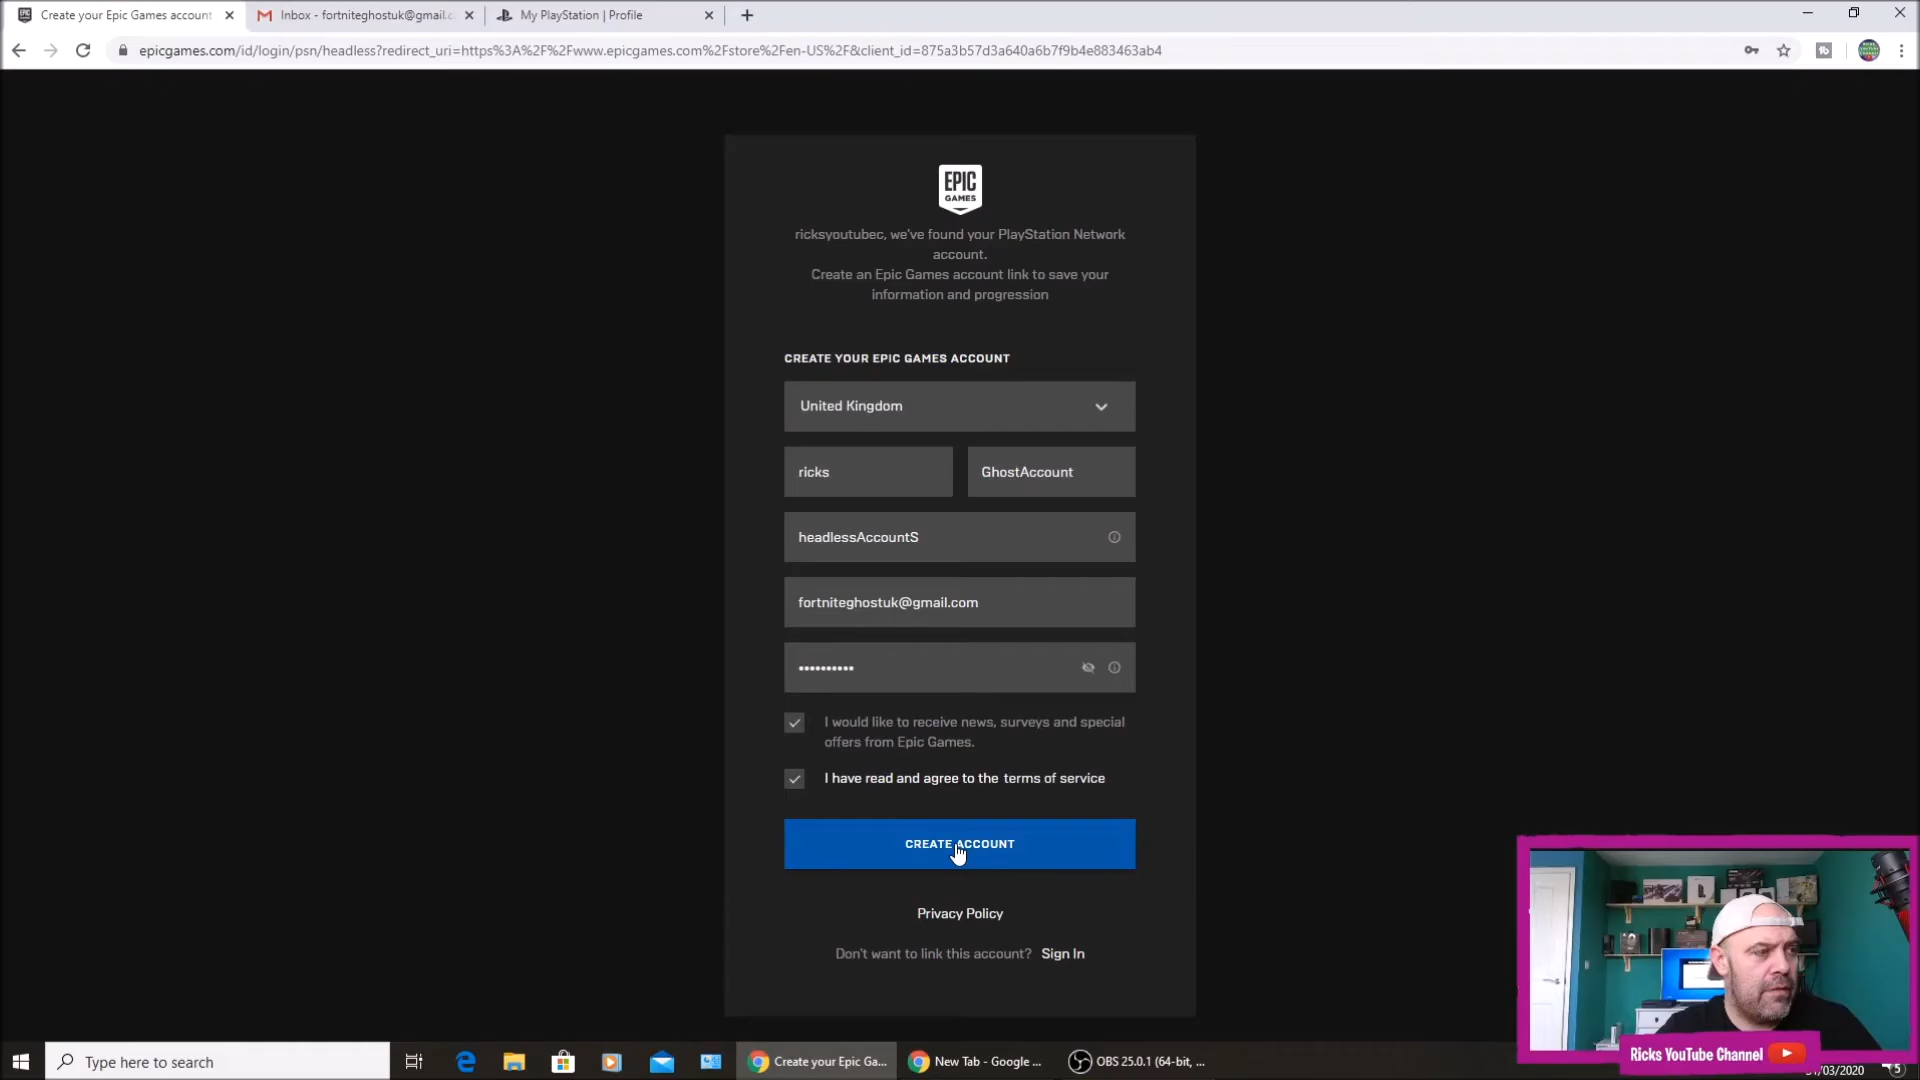 Create your Epic Games account
Inbox - fortniteghostuk@gmail.c
My PlayStation | Profile
epicgames.com/id/login/psn/headless?redirect_uri=https%3A%2F%2Fwww.epicgames.com%2Fstore%2Fen-US%2F&client_id=875a3b57d3a640a6b7f9b4e883463ab4
EPIC
GAMES
ricksyoutubec, we've found your PlayStation Network
account.
Create an Epic Games account link to save your
information and progression
CREATE YOUR EPIC GAMES ACCOUNT
United Kingdom
ricks
GhostAccount
headlessAccountS
fortniteghostuk@gmail.com
••••••••••
I would like to receive news, surveys and special
offers from Epic Games.
I have read and agree to the terms of service
CREATE ACCOUNT
Privacy Policy
Don't want to link this account? Sign In
Ricks YouTube Channel
Type here to search
Create your Epic Ga...
New Tab - Google ...
OBS 25.0.1 (64-bit, ...
31/03/2020
5